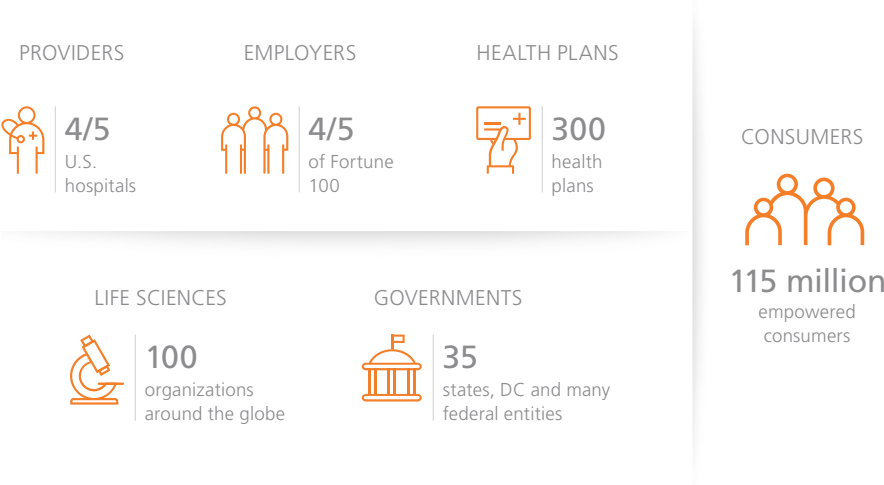 PROVIDERS
4/5
U.S.
hospitals
EMPLOYERS
4/5
of Fortune
100
HEALTH PLANS
300
health
plans
LIFE SCIENCES
100
organizations
around the globe
GOVERNMENTS
35
states, DC and many
federal entities
CONSUMERS
115 million
empowered
consumers